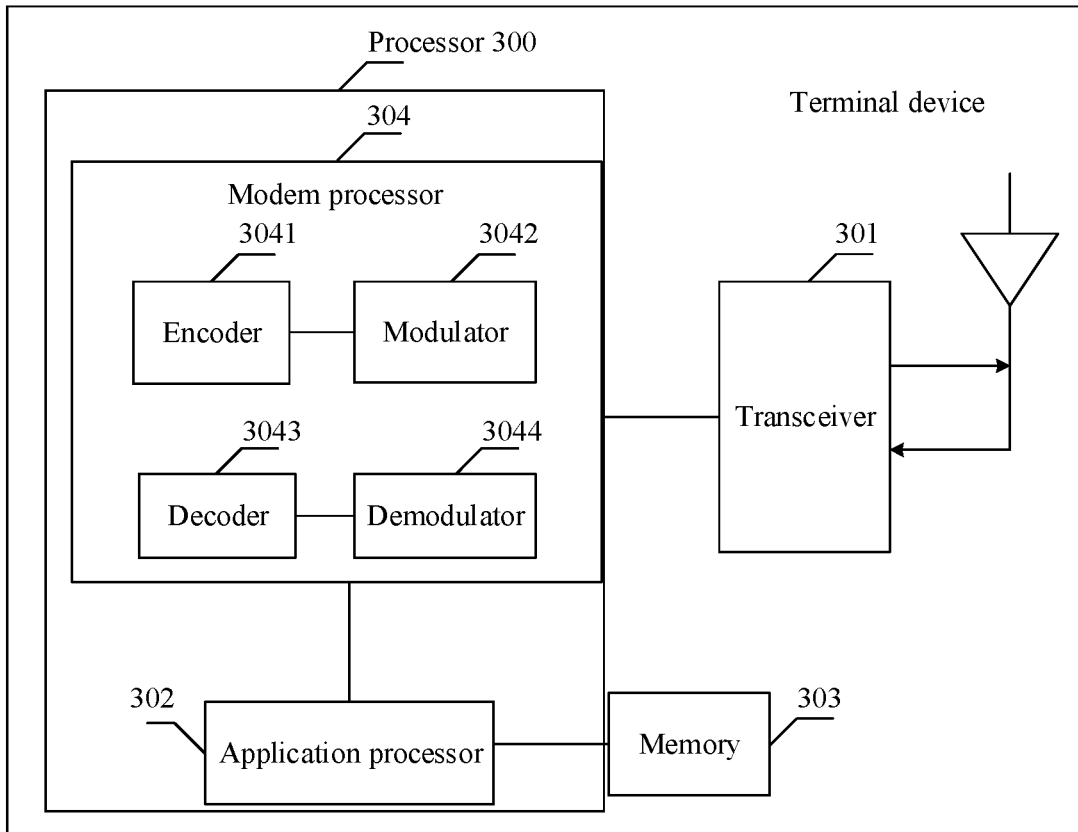 Processor 300
Terminal device
304
Modem processor
3041
3042
301
Encoder
Modulator
Transceiver
3043
3044
Decoder
Demodulator
302
303
Application processor
Memory